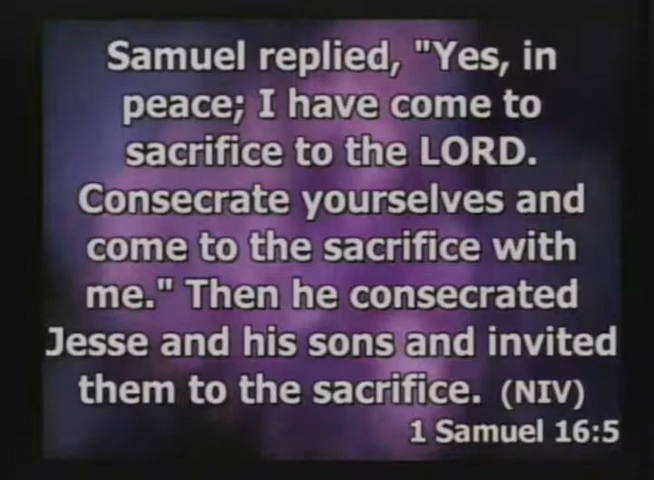 Samuel replied, "Yes, in
peace; I have come to
sacrifice to the LORD.
Consecrate yourselves and
come to the sacrifice with
me." Then he consecrated
Jesse and his sons and invited
them to the sacrifice. (NIV)
1 Samuel 16:5